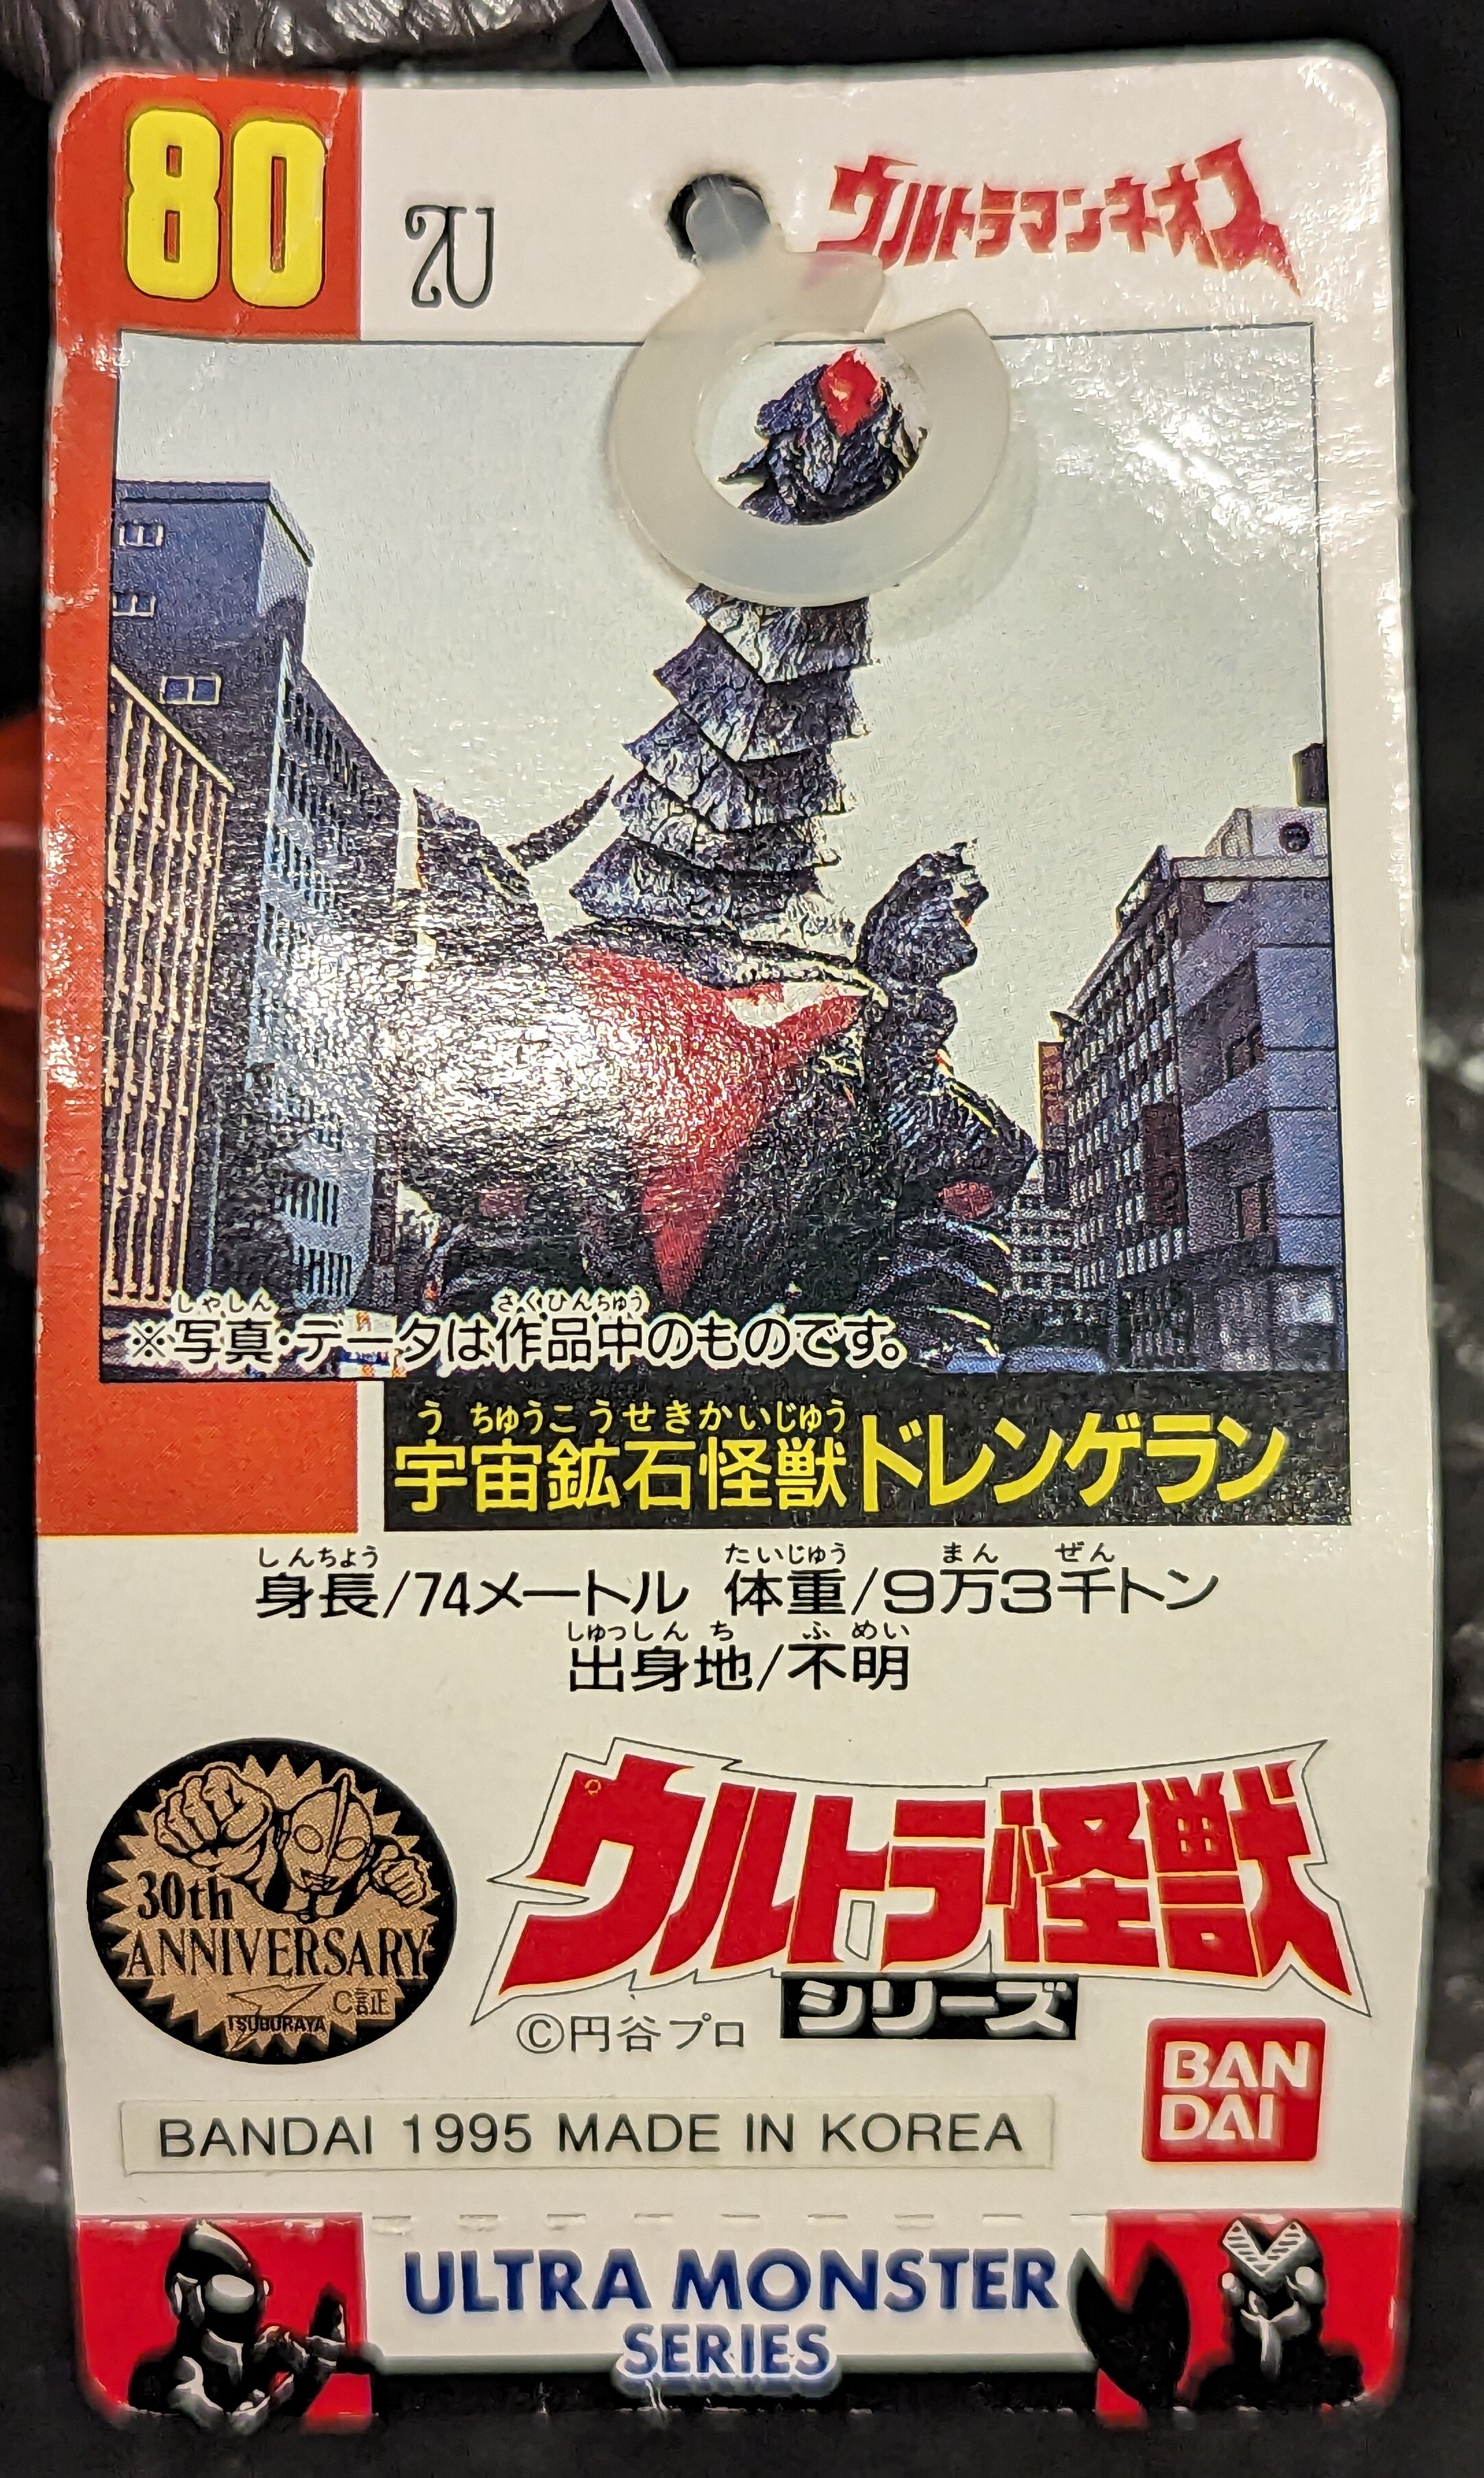 80
ウルトラマンネオス
しゃしん さくひんちゅう
※写真・データは作品中のものです。
うちゅうこうせきかいじゅう
宇宙鉱石怪獣ドレンゲラン
しんちょう たいじゅう まん ぜん
身長/74メートル 体重/9万3千トン
しゅっしんち ふめい
出身地/不明
30th
ANNIVERSARY
C証
TSUBURAYA
ウルトラ怪獣
シリーズ
©円谷プロ
BAN
DAI
BANDAI 1995 MADE IN KOREA
ULTRA MONSTER
SERIES